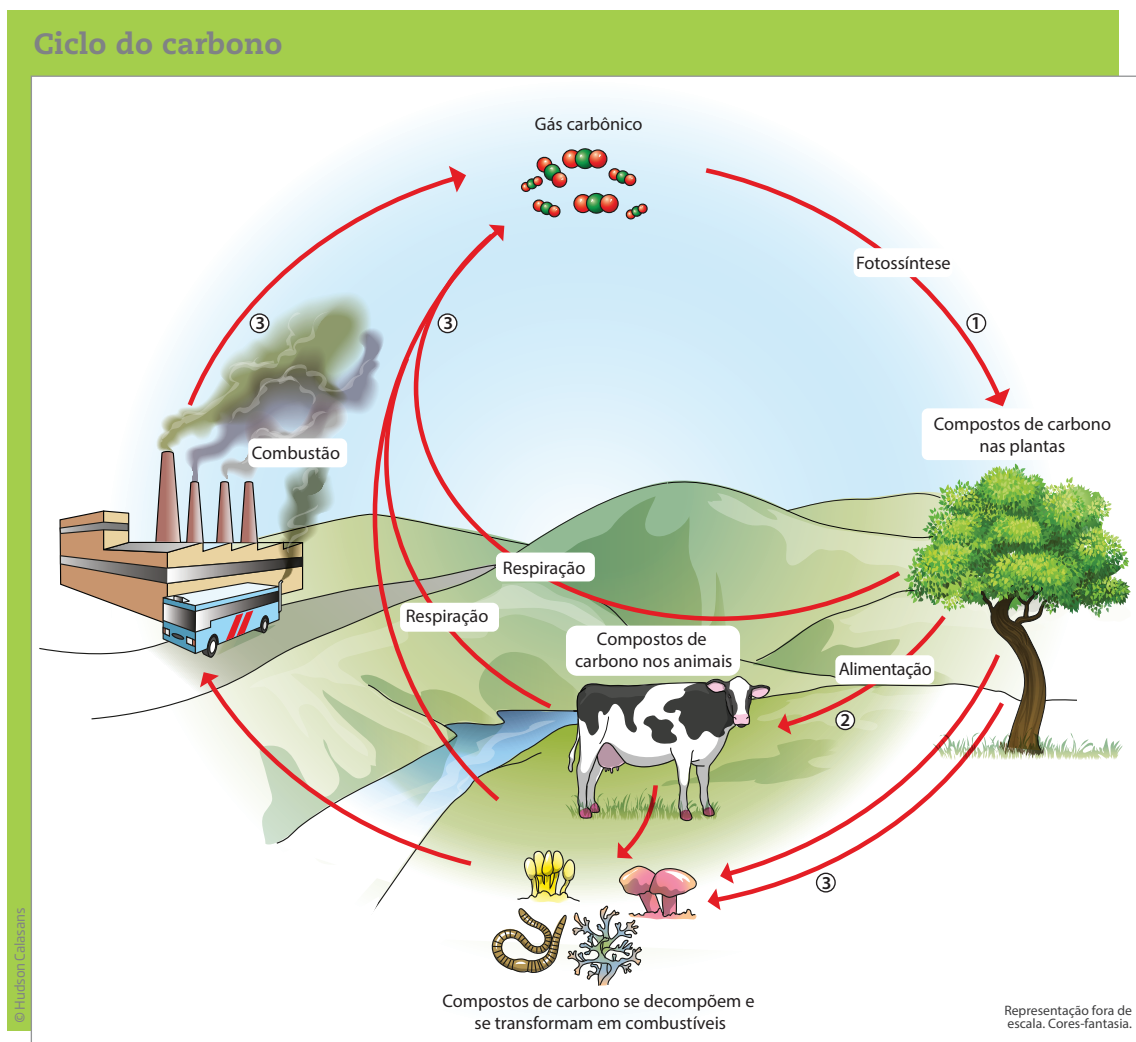 Ciclo do carbono
Gás carbônico
Fotossíntese
③
③
①
Compostos de carbono
nas plantas
Combustão
Respiração
Respiração
Compostos de
carbono nos animais
Alimentação
②
③
Compostos de carbono se decompõem e
se transformam em combustíveis
© Hudson Calasans
Representação fora de
escala. Cores-fantasia.